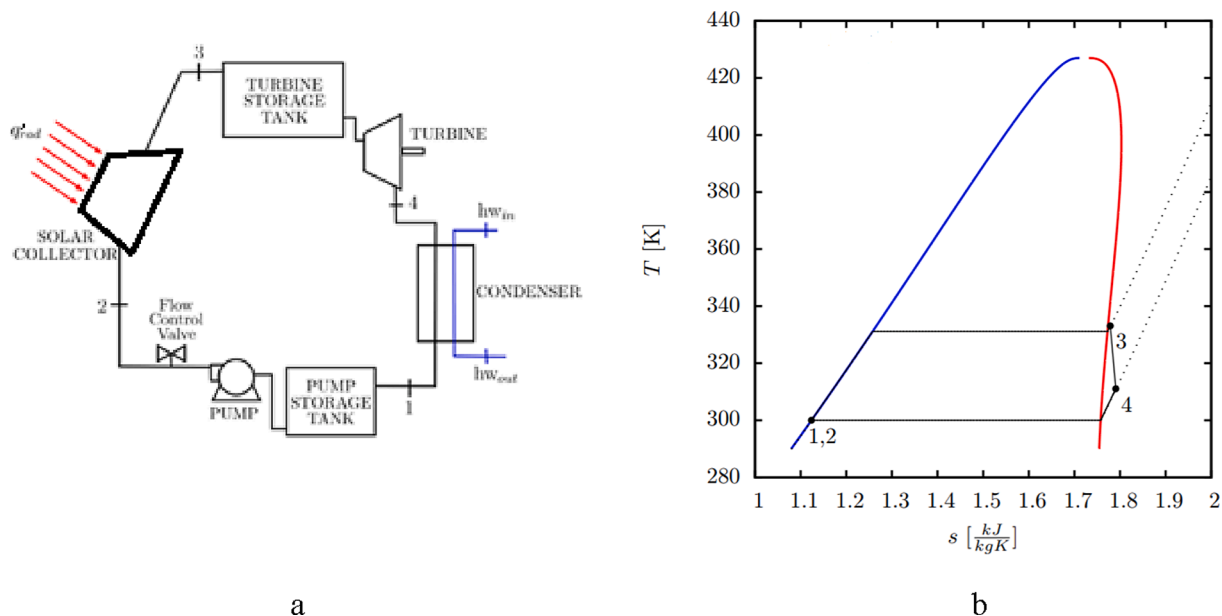 3
TURBINE
STORAGE
TANK
q̇"rad
TURBINE
4
hw_in
SOLAR
COLLECTOR
CONDENSER
2
Flow
Control
Valve
hw_out
PUMP
PUMP
STORAGE
TANK
1
a
440
420
400
380
360
340
320
300
280
T [K]
3
4
1,2
1 1.1 1.2 1.3 1.4 1.5 1.6 1.7 1.8 1.9 2
s [kJ/kgK]
b